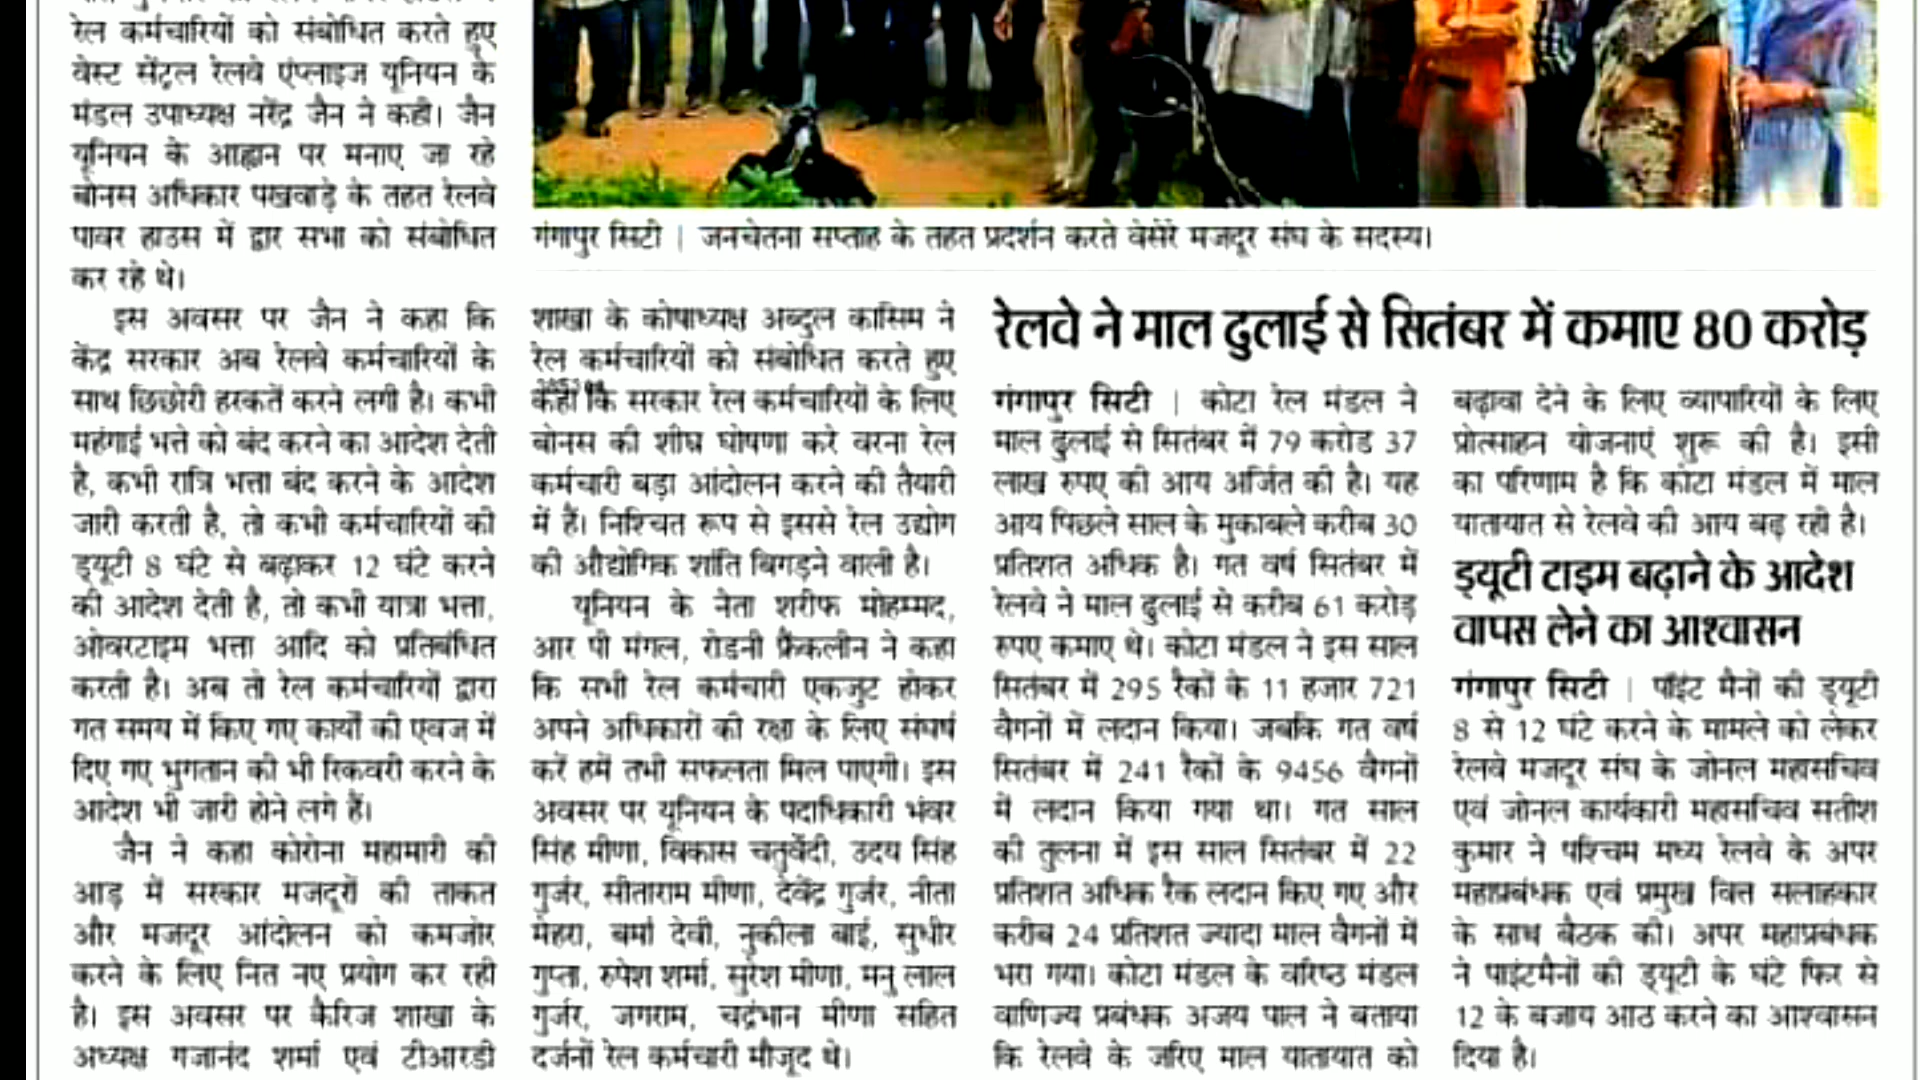 रेल कर्मचारियों को संबोधित करते हुए
वेस्ट सेंट्रल रेलवे एंप्लाइज यूनियन के
मंडल उपाध्यक्ष नरेंद्र जैन ने कही। जैन
यूनियन के आह्वान पर मनाए जा रहे
बोनस अधिकार पखवाड़े के तहत रेलवे
पावर हाउस में द्वार सभा को संबोधित
कर रहे थे।
इस अवसर पर जैन ने कहा कि
केंद्र सरकार अब रेलवे कर्मचारियों के
साथ छिछोरी हरकतें करने लगी है। कभी
महंगाई भत्ते को बंद करने का आदेश देती
है, कभी रात्रि भत्ता बंद करने के आदेश
जारी करती है, तो कभी कर्मचारियों की
ड्यूटी 8 घंटे से बढ़ाकर 12 घंटे करने
की आदेश देती है, तो कभी यात्रा भत्ता,
ओवरटाइम भत्ता आदि को प्रतिबंधित
करती है। अब तो रेल कर्मचारियों द्वारा
गत समय में किए गए कार्यों की एवज में
दिए गए भुगतान की भी रिकवरी करने के
आदेश भी जारी होने लगे हैं।
जैन ने कहा कोरोना महामारी की
आड़ में सरकार मजदूरों की ताकत
और मजदूर आंदोलन को कमजोर
करने के लिए नित नए प्रयोग कर रही
है। इस अवसर पर कैरिज शाखा के
अध्यक्ष गजानंद शर्मा एवं टीआरडी
गंगापुर सिटी | जनचेतना सप्ताह के तहत प्रदर्शन करते वेसेरे मजदूर संघ के सदस्य।
शाखा के कोषाध्यक्ष अब्दुल कासिम ने
रेल कर्मचारियों को संबोधित करते हुए
कहा कि सरकार रेल कर्मचारियों के लिए
बोनस की शीघ्र घोषणा करे वरना रेल
कर्मचारी बड़ा आंदोलन करने की तैयारी
में हैं। निश्चित रूप से इससे रेल उद्योग
की औद्योगिक शांति बिगड़ने वाली है।
यूनियन के नेता शरीफ मोहम्मद,
आर पी मंगल, रोडनी फ्रैंकलीन ने कहा
कि सभी रेल कर्मचारी एकजुट होकर
अपने अधिकारों की रक्षा के लिए संघर्ष
करें हमें तभी सफलता मिल पाएगी। इस
अवसर पर यूनियन के पदाधिकारी भंवर
सिंह मीणा, विकास चतुर्वेदी, उदय सिंह
गुर्जर, सीताराम मीणा, देवेंद्र गुर्जर, नीता
मेहरा, बर्मा देवी, नुकीला बाई, सुधीर
गुप्ता, रुपेश शर्मा, सुरेश मीणा, मनु लाल
गुर्जर, जगराम, चद्रंभान मीणा सहित
दर्जनों रेल कर्मचारी मौजूद थे।
रेलवे ने माल ढुलाई से सितंबर में कमाए 80 करोड़
गंगापुर सिटी | कोटा रेल मंडल ने
माल ढुलाई से सितंबर में 79 करोड 37
लाख रुपए की आय अर्जित की है। यह
आय पिछले साल के मुकाबले करीब 30
प्रतिशत अधिक है। गत वर्ष सितंबर में
रेलवे ने माल ढुलाई से करीब 61 करोड़
रुपए कमाए थे। कोटा मंडल ने इस साल
सितंबर में 295 रैकों के 11 हजार 721
वैगनों में लदान किया। जबकि गत वर्ष
सितंबर में 241 रैकों के 9456 वैगनों
में लदान किया गया था। गत साल
की तुलना में इस साल सितंबर में 22
प्रतिशत अधिक रैक लदान किए गए और
करीब 24 प्रतिशत ज्यादा माल वैगनों में
भरा गया। कोटा मंडल के वरिष्ठ मंडल
वाणिज्य प्रबंधक अजय पाल ने बताया
कि रेलवे के जरिए माल यातायात को
बढ़ावा देने के लिए व्यापारियों के लिए
प्रोत्साहन योजनाएं शुरू की है। इसी
का परिणाम है कि कोटा मंडल में माल
यातायात से रेलवे की आय बढ़ रही है।
ड्यूटी टाइम बढ़ाने के आदेश
वापस लेने का आश्वासन
गंगापुर सिटी | पॉइंट मैनों की ड्यूटी
8 से 12 घंटे करने के मामले को लेकर
रेलवे मजदूर संघ के जोनल महासचिव
एवं जोनल कार्यकारी महासचिव सतीश
कुमार ने पश्चिम मध्य रेलवे के अपर
महाप्रबंधक एवं प्रमुख वित्त सलाहकार
के साथ बैठक की। अपर महाप्रबंधक
ने पाइंटमैनों की ड्यूटी के घंटे फिर से
12 के बजाय आठ करने का आश्वासन
दिया है।